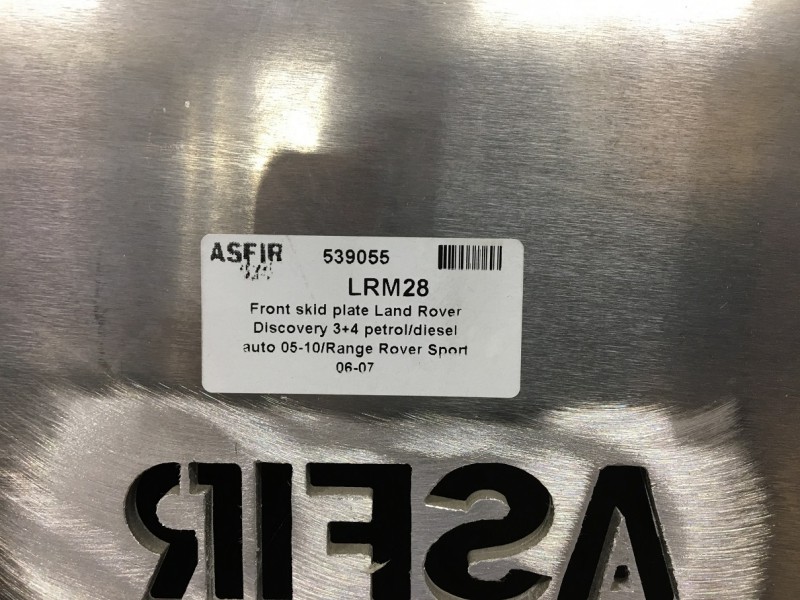 ASFIR 539055
4x4
LRM28
Front skid plate Land Rover
Discovery 3+4 petrol/diesel
auto 05-10/Range Rover Sport
06-07
ASFIR